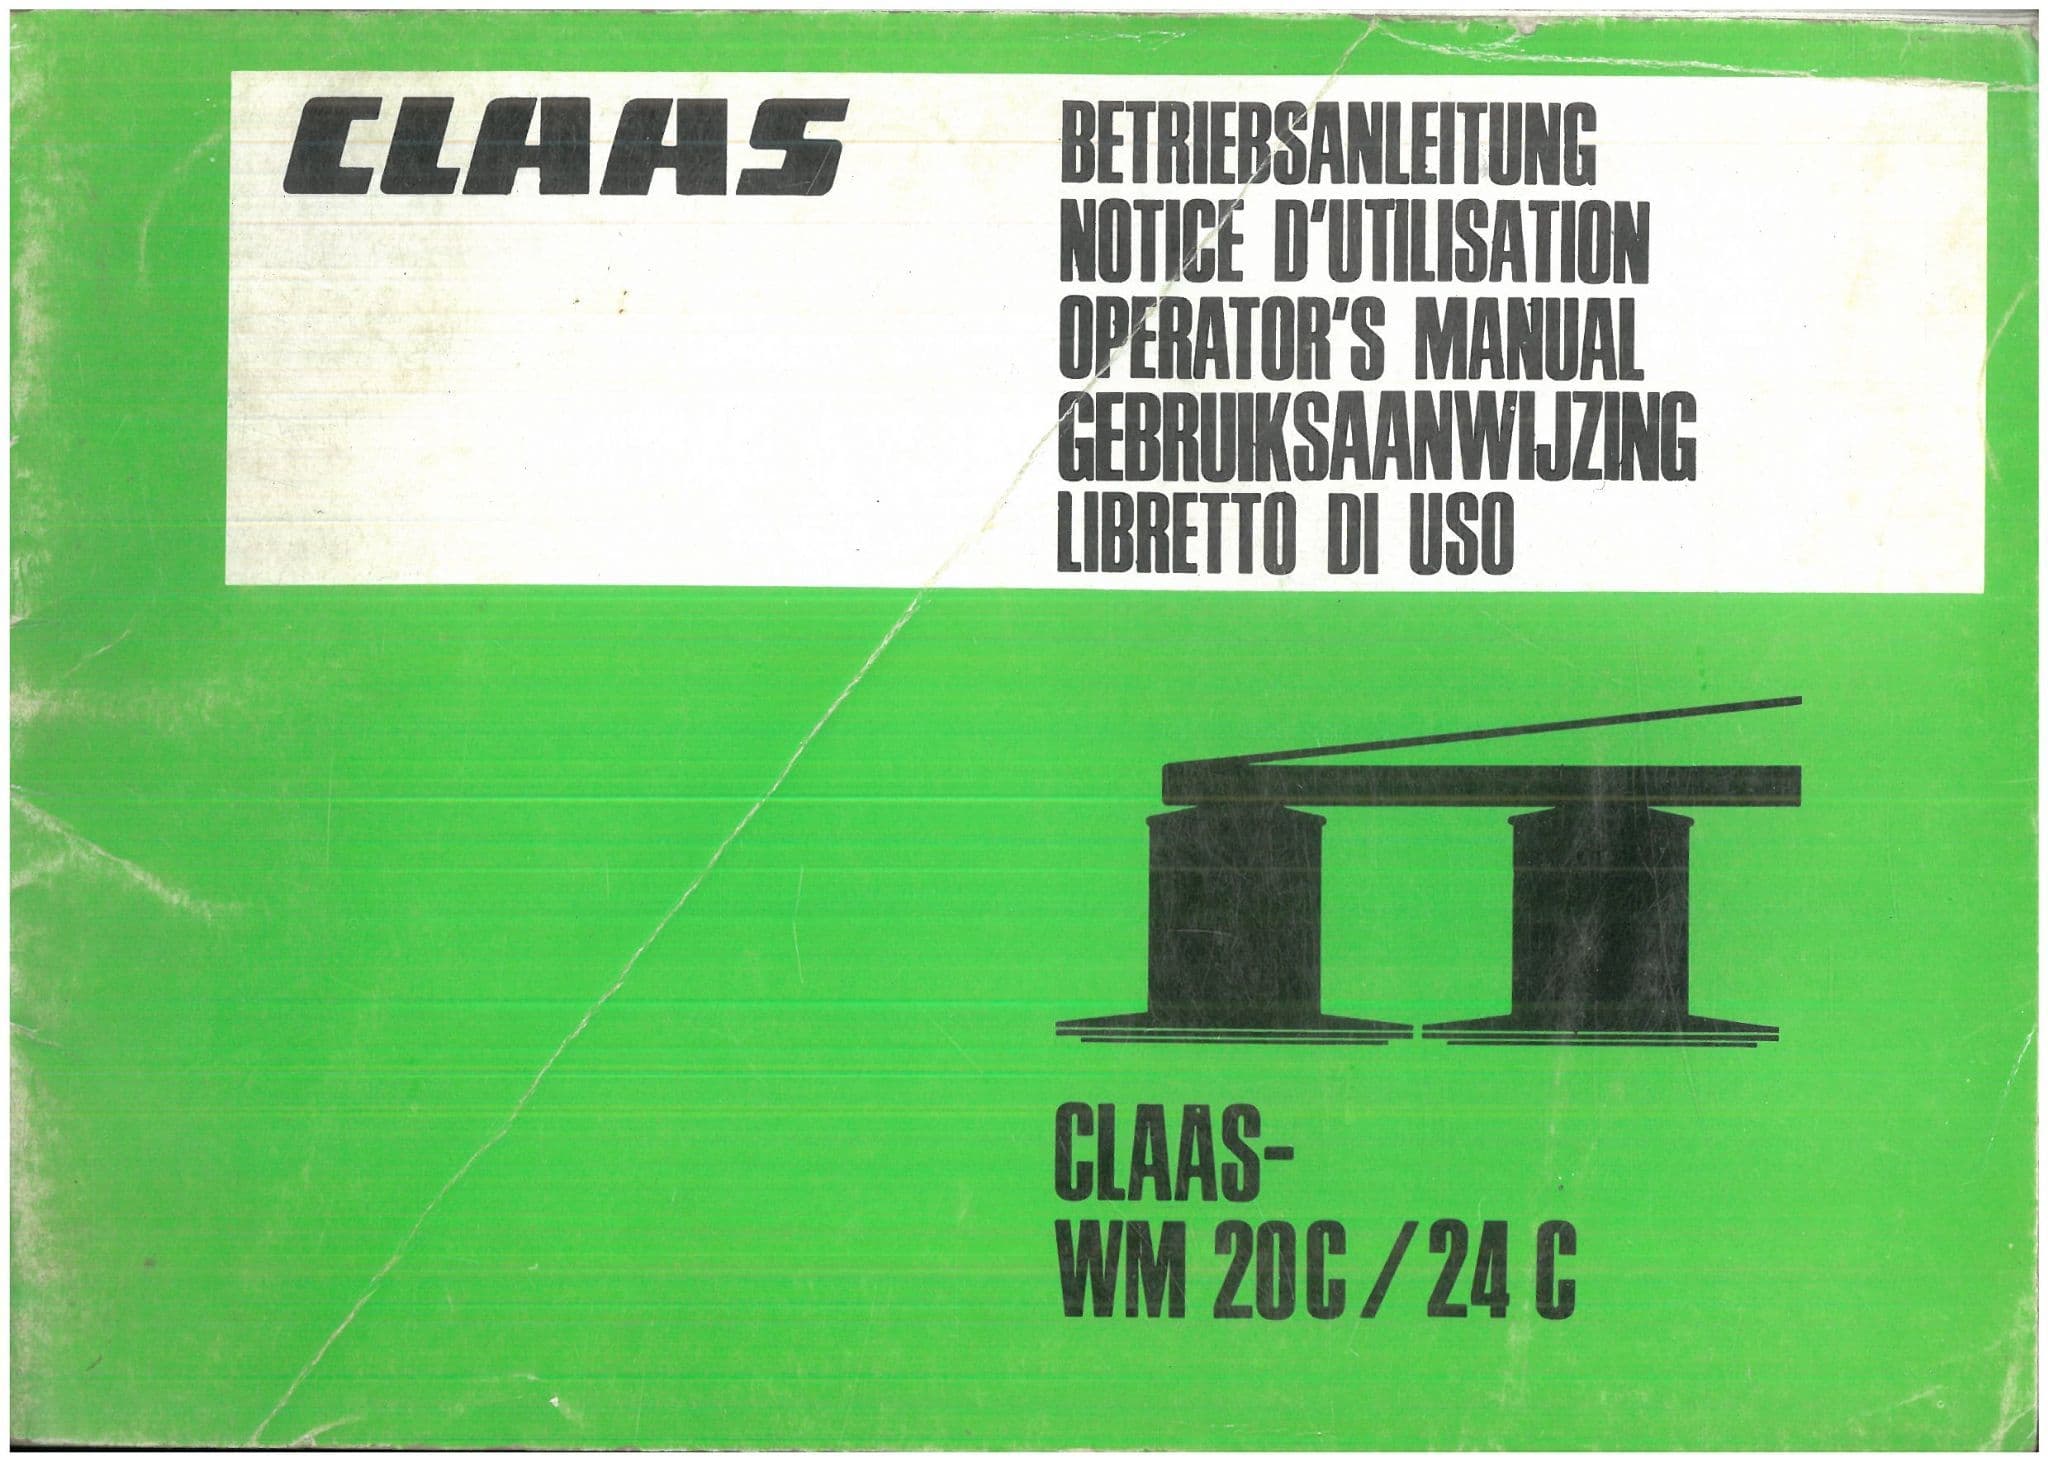 CLAAS
BETRIEBSANLEITUNG
NOTICE D'UTILISATION
OPERATOR'S MANUAL
GEBRUIKSAANWIJZING
LIBRETTO DI USO
CLAAS-
WM 20C / 24 C